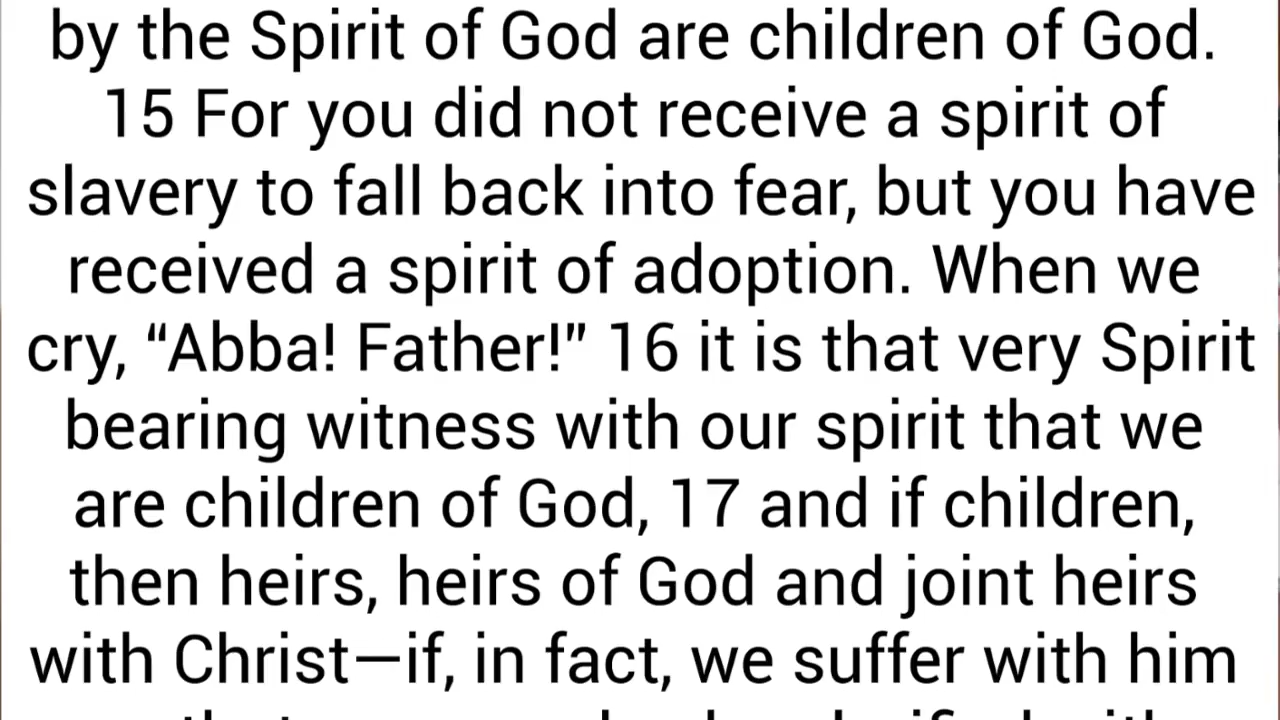 by the Spirit of God are children of God.
15 For you did not receive a spirit of
slavery to fall back into fear, but you have
received a spirit of adoption. When we
cry, “Abba! Father!” 16 it is that very Spirit
bearing witness with our spirit that we
are children of God, 17 and if children,
then heirs, heirs of God and joint heirs
with Christ—if, in fact, we suffer with him